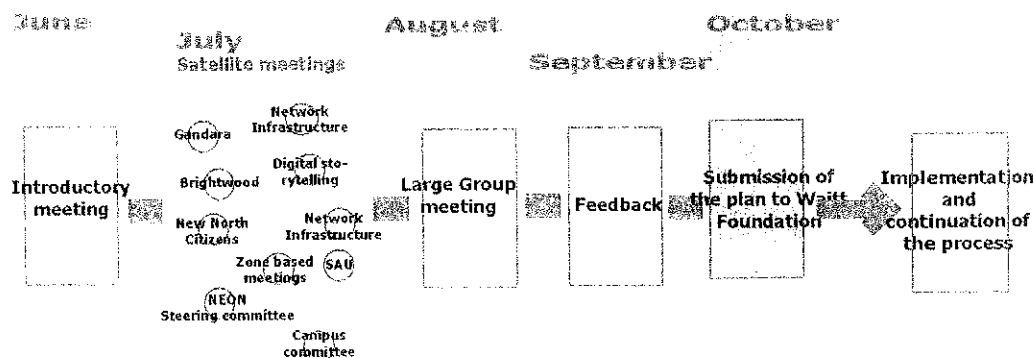 June
July
Satellite meetings
August
September
October
Introductory
meeting
Gandara
Network
Infrastructure
Brightwood
Digital sto-
rytelling
New North
Citizens
Network
Infrastructure
Zone based
meetings
SAU
NEON
Steering committee
Campus
committee
Large Group
meeting
Feedback
Submission of
the plan to Waitt
Foundation
Implementation
and
continuation of
the process